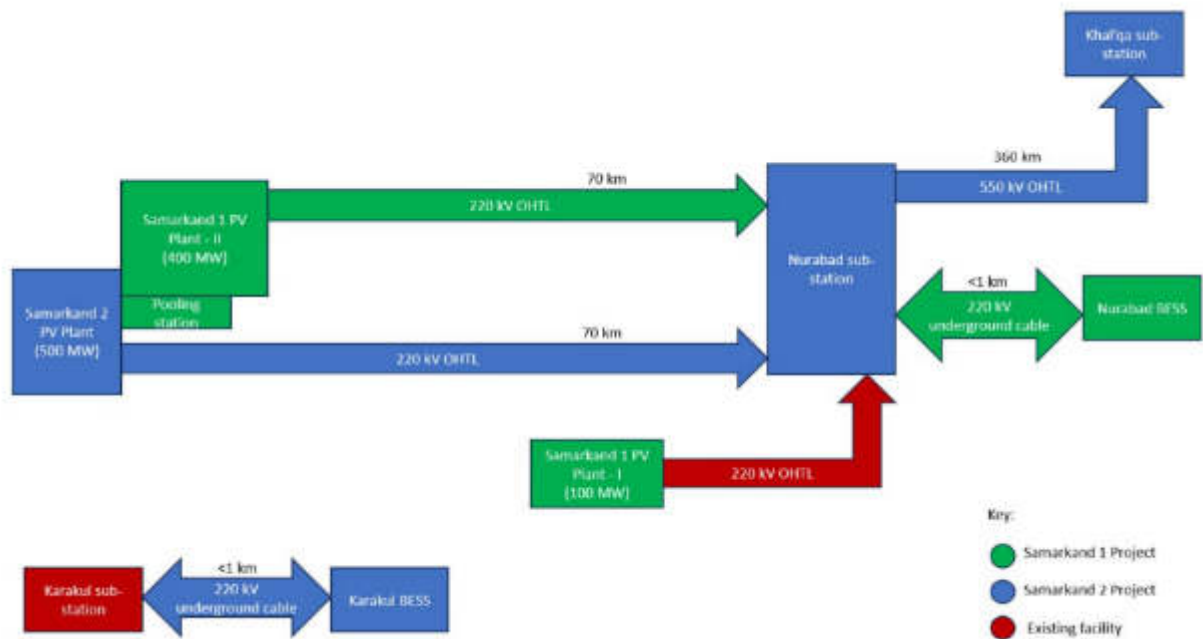 Khalfqa sub-
station
360 km
550 kV OHTL
70 km
220 kV OHTL
Samarkand 1 PV
Plant - II
(400 MW)
Pooling
station
Samarkand 2
PV Plant
(500 MW)
70 km
220 kV OHTL
Nurabad sub-
station
<1 km
220 kV
underground cable
Nurabad BESS
Samarkand 1 PV
Plant - I
(100 MW)
220 kV OHTL
Karakul sub-
station
<1 km
220 kV
underground cable
Karakul BESS
Key:
Samarkand 1 Project
Samarkand 2 Project
Existing facility